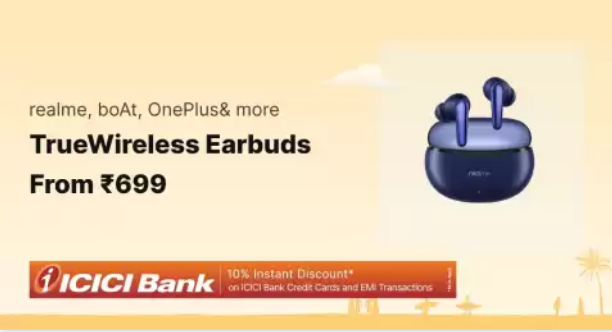 realme, boAt, OnePlus& more
TrueWireless Earbuds
From ₹699
realme
ICICI Bank
10% Instant Discount*
on ICICI Bank Credit Cards and EMI Transactions